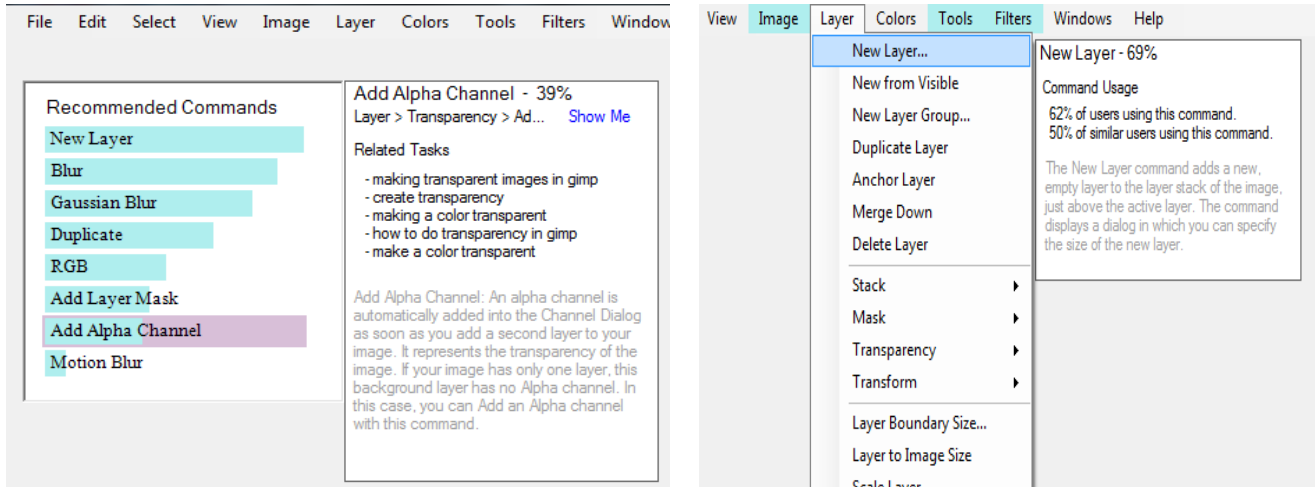 File Edit Select View Image Layer Colors Tools Filters Window
Recommended Commands
New Layer
Blur
Gaussian Blur
Duplicate
RGB
Add Layer Mask
Add Alpha Channel
Motion Blur
Add Alpha Channel - 39%
Layer > Transparency > Ad... Show Me
Related Tasks
- making transparent images in gimp
- create transparency
- making a color transparent
- how to do transparency in gimp
- make a color transparent
Add Alpha Channel: An alpha channel is
automatically added into the Channel Dialog
as soon as you add a second layer to your
image. It represents the transparency of the
image. If your image has only one layer, this
background layer has no Alpha channel. In
this case, you can Add an Alpha channel
with this command.
View Image Layer Colors Tools Filters Windows Help
New Layer...
New from Visible
New Layer Group...
Duplicate Layer
Anchor Layer
Merge Down
Delete Layer
Stack
Mask
Transparency
Transform
Layer Boundary Size...
Layer to Image Size
Scale Layer
New Layer - 69%
Command Usage
62% of users using this command.
50% of similar users using this command.
The New Layer command adds a new,
empty layer to the layer stack of the image,
just above the active layer. The command
displays a dialog in which you can specify
the size of the new layer.